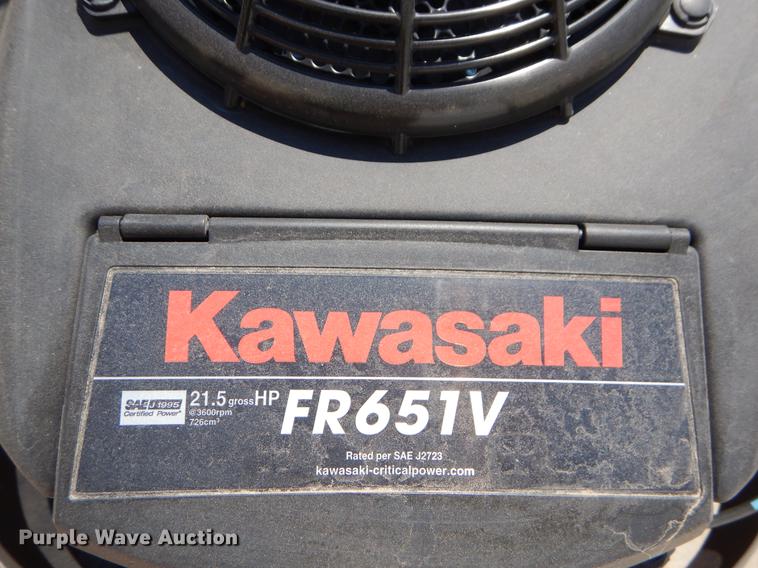 Kawasaki
SAE J1995
Certified Power®
21.5 gross HP
@3600rpm
726cm³
FR651V
Rated per SAE J2723
kawasaki-criticalpower.com
Purple Wave Auction